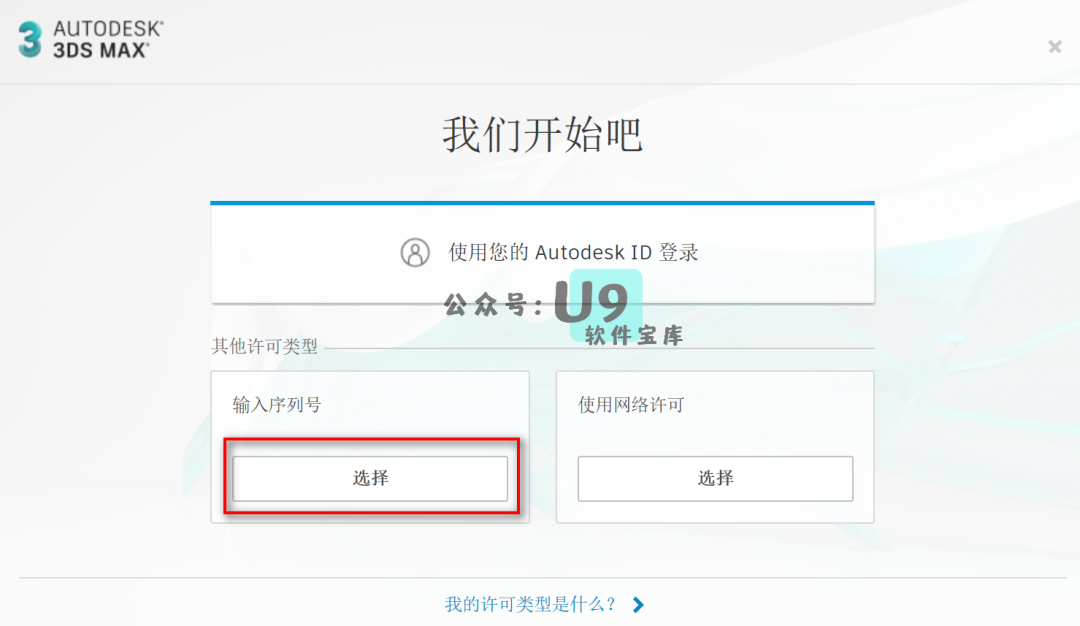 AUTODESK®
3DS MAX®
我们开始吧
使用您的 Autodesk ID 登录
公众号: U9
软件宝库
其他许可类型
输入序列号
使用网络许可
选择
选择
我的许可类型是什么?